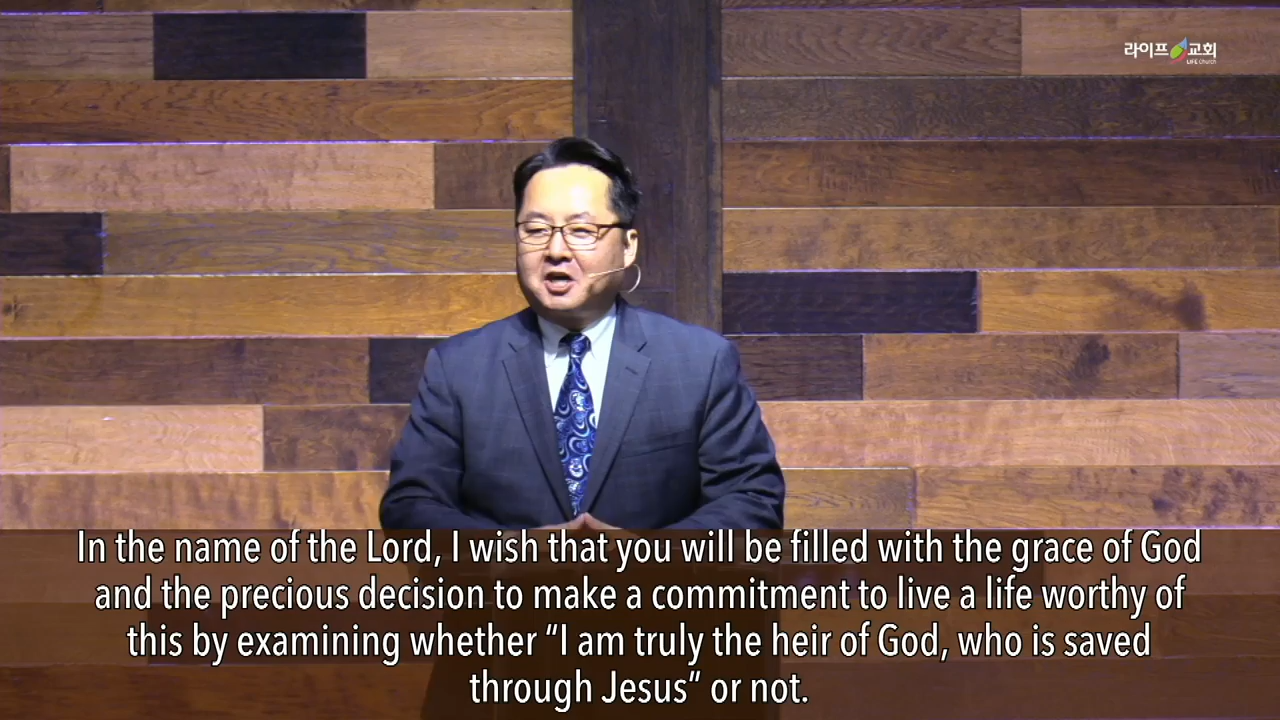 라이프 교회
LIFE Church
In the name of the Lord, I wish that you will be filled with the grace of God
and the precious decision to make a commitment to live a life worthy of
this by examining whether “I am truly the heir of God, who is saved
through Jesus” or not.